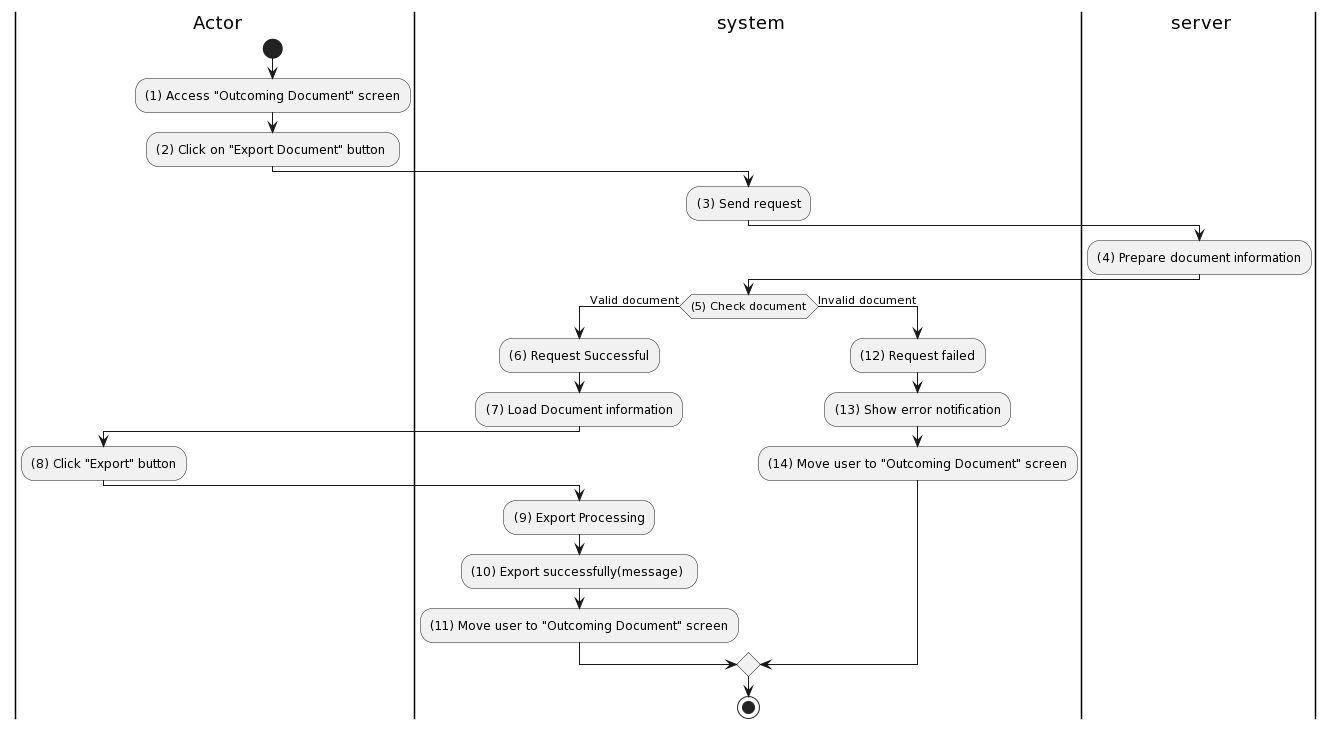 Actor
system
server
(1) Access "Outcoming Document" screen
(2) Click on "Export Document" button
(3) Send request
(4) Prepare document information
Valid document
(5) Check document
Invalid document
(6) Request Successful
(12) Request failed
(7) Load Document information
(13) Show error notification
(8) Click "Export" button
(14) Move user to "Outcoming Document" screen
(9) Export Processing
(10) Export successfully(message)
(11) Move user to "Outcoming Document" screen